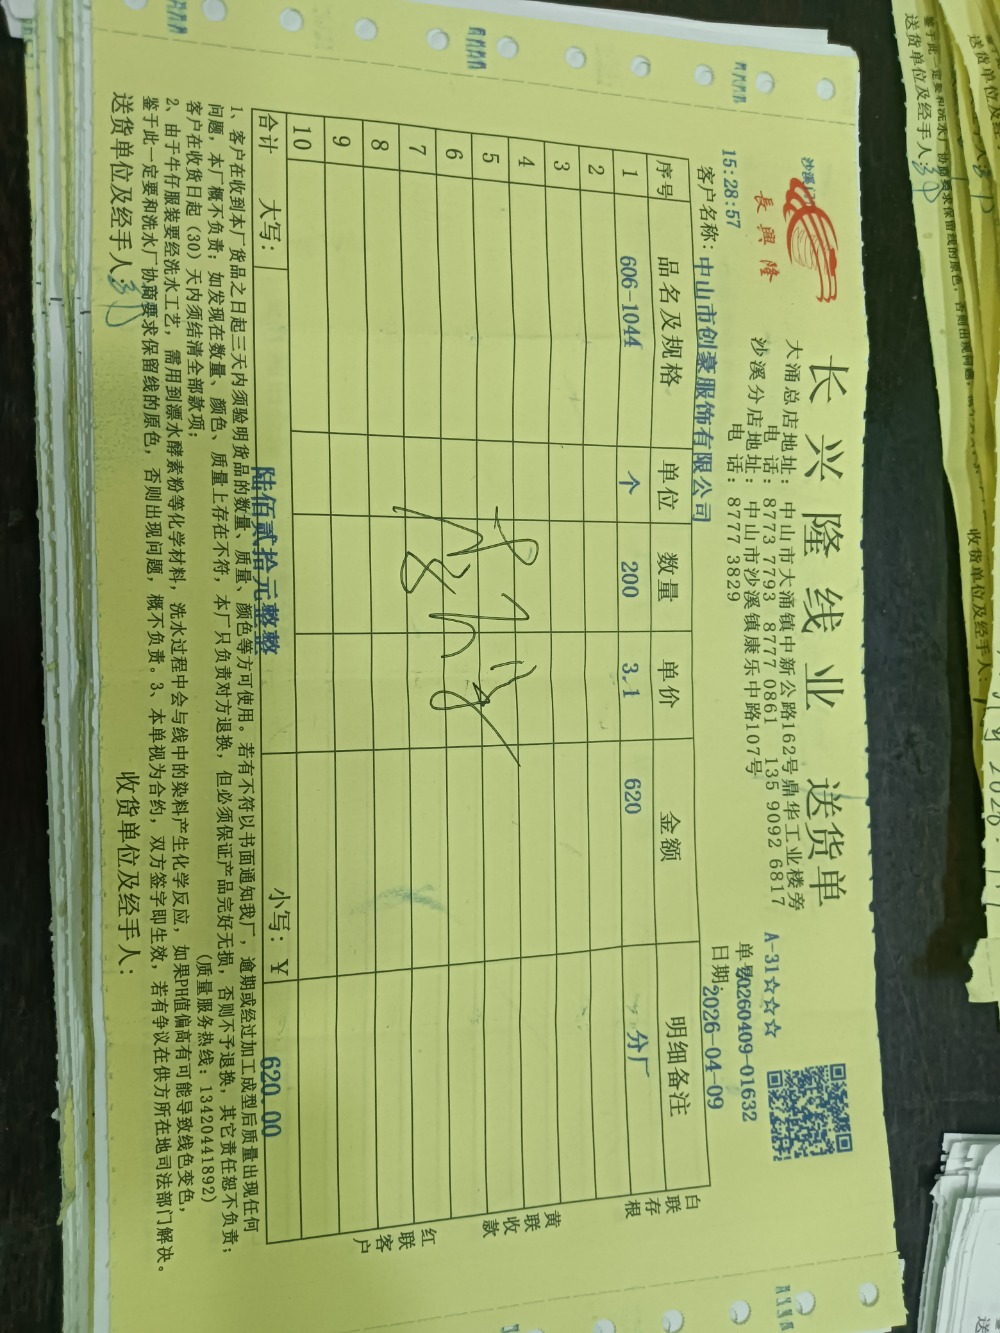 长兴隆线业 送货单
長興隆
沙溪
大涌总店地址: 中山市大涌镇中新公路162号鼎华工业楼旁
电 话: 8773 7793 8777 0861 135 9092 6817
沙溪分店地址: 中山市沙溪镇康乐中路107号
电 话: 8777 3829
A-31☆☆☆
单号:20260409-01632
日期:2026-04-09
15:28:57
客户名称: 中山市创豪服饰有限公司
序号 品名及规格 单位 数量 单价 金额 明细备注
1 606-1044 个 200 3.1 620 分厂
2
3
4
5
6
7
8
9
10
合计 大写: 陆佰贰拾元整整 小写: ¥ 620.00
白联存根
黄联收款
红联客户
1、客户在收到本厂货品之日起三天内须验明货品的数量、质量、颜色等方可使用。若有不符以书面通知我厂，逾期或经过加工成型后质量出现任何
问题，本厂概不负责；如发现在数量、颜色、质量上存在不符，本厂只负责对方退换，但必须保证产品完好无损，否则不予退换，其它责任恕不负责；
客户在收货日起（30）天内须结清全部款项；
(质量服务热线: 13420441892)
2、由于牛仔服装要经洗水工艺，需用到漂水酵素粉等化学材料，洗水过程中会与线中的染料产生化学反应，如果PH值偏高有可能导致线色变色，
鉴于此一定要和洗水厂协商要求保留线的原色，否则出现问题，概不负责。3、本单视为合约，双方签字即生效，若有争议在供方所在地司法部门解决。
送货单位及经手人: 收货单位及经手人:
送货单位及经手人:
收货单位及经手人: